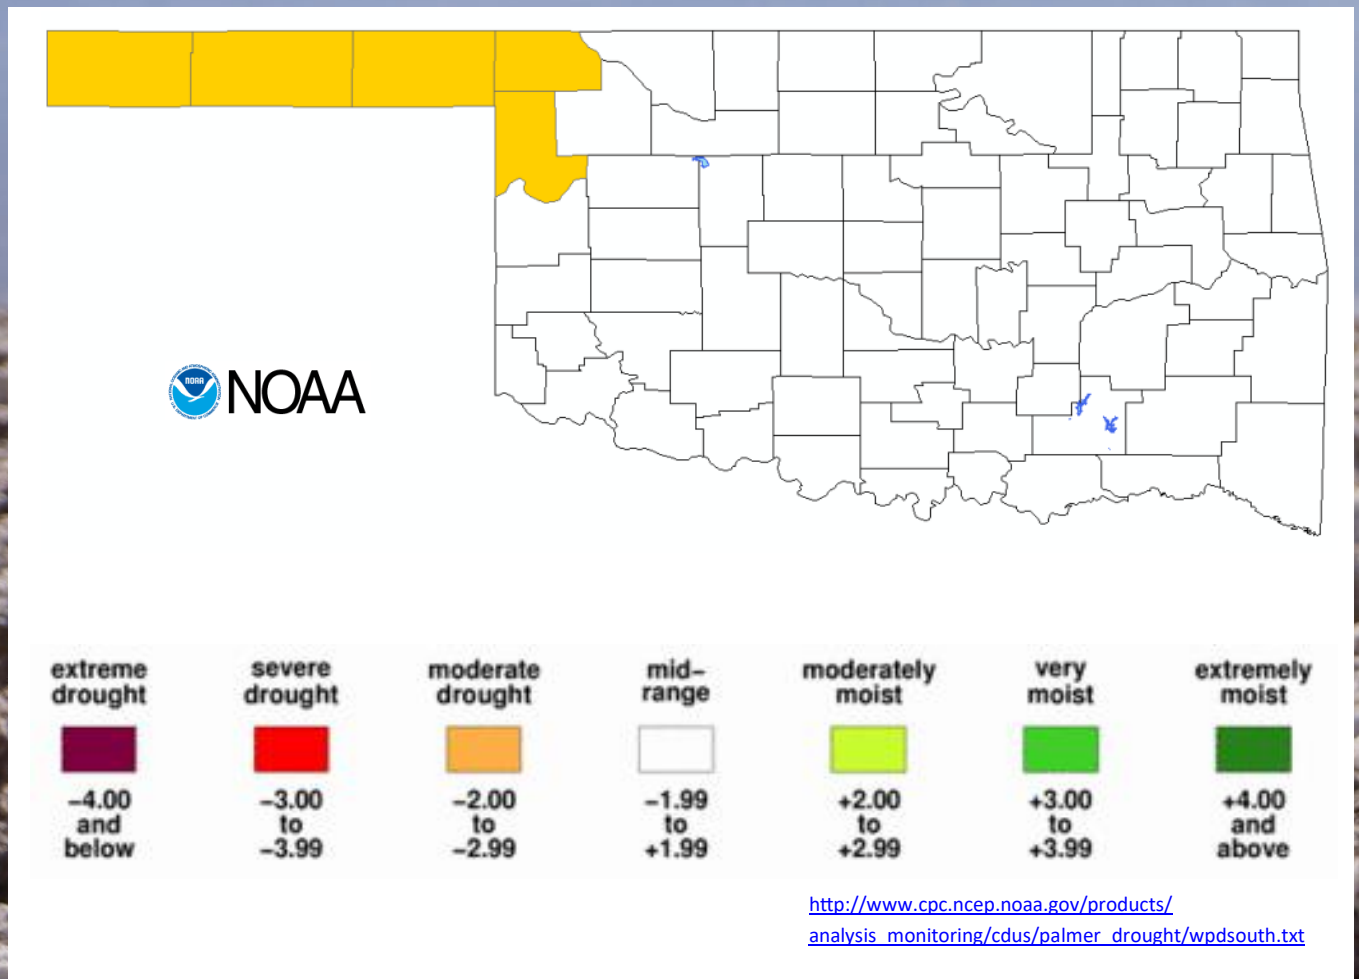 NOAA
NOAA
extreme drought
severe drought
moderate drought
mid-range
moderately moist
very moist
extremely moist
−4.00 and below
−3.00 to −3.99
−2.00 to −2.99
−1.99 to +1.99
+2.00 to +2.99
+3.00 to +3.99
+4.00 and above
http://www.cpc.ncep.noaa.gov/products/
analysis_monitoring/cdus/palmer_drought/wpdsouth.txt